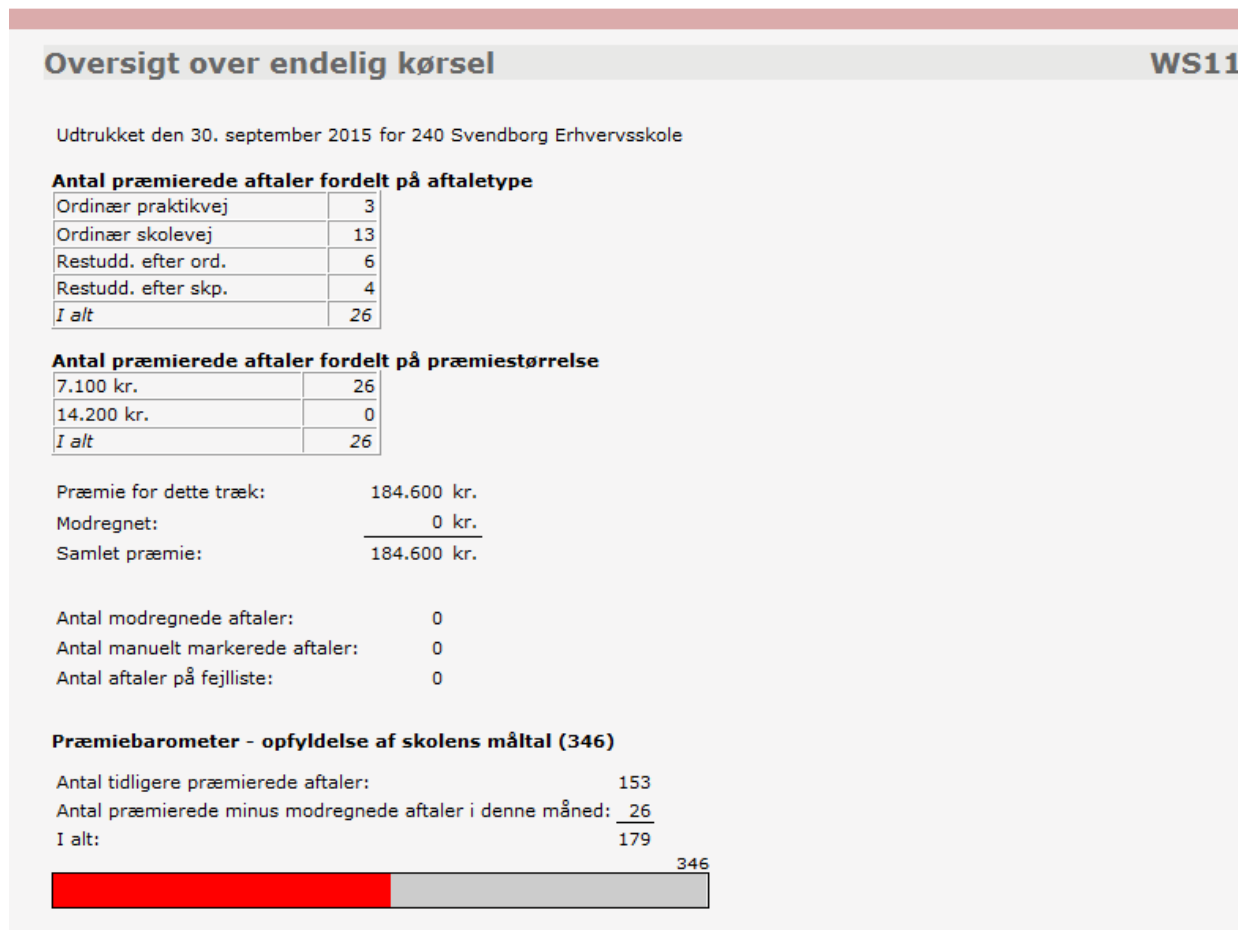 Oversigt over endelig kørsel WS11
Udtrukket den 30. september 2015 for 240 Svendborg Erhvervsskole
Antal præmierede aftaler fordelt på aftaletype
Ordinær praktikvej 3
Ordinær skolevej 13
Restudd. efter ord. 6
Restudd. efter skp. 4
I alt 26
Antal præmierede aftaler fordelt på præmiestørrelse
7.100 kr. 26
14.200 kr. 0
I alt 26
Præmie for dette træk: 184.600 kr.
Modregnet: 0 kr.
Samlet præmie: 184.600 kr.
Antal modregnede aftaler: 0
Antal manuelt markerede aftaler: 0
Antal aftaler på fejlliste: 0
Præmiebarometer - opfyldelse af skolens måltal (346)
Antal tidligere præmierede aftaler: 153
Antal præmierede minus modregnede aftaler i denne måned: 26
I alt: 179
346